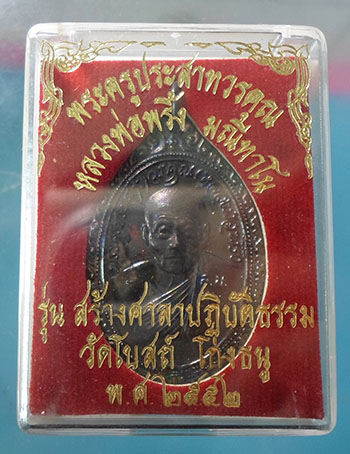 พระครูประสาทวรคุณ
หลวงพ่อพริ้ง มณีทาโม
รุ่น สร้างศาลาปฏิบัติธรรม
วัดโบสถ์ โก่งธนู
พ.ศ. ๒๕๕๒